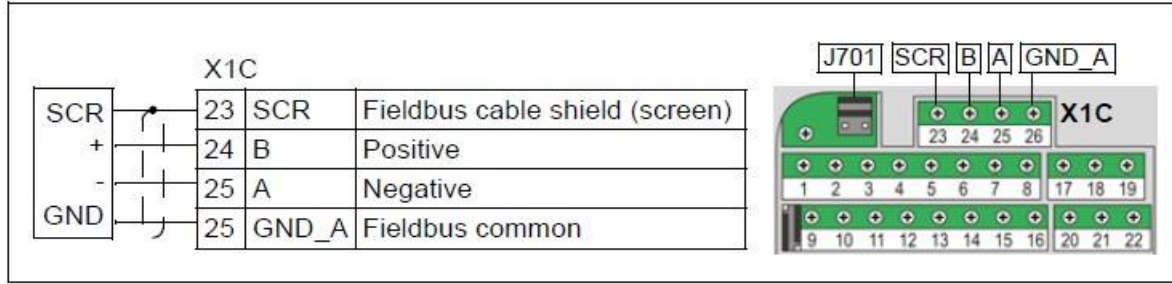 X1C
SCR 23 SCR Fieldbus cable shield (screen)
+ 24 B Positive
- 25 A Negative
GND 25 GND_A Fieldbus common
J701 SCR B A GND_A
X1C
23 24 25 26
1 2 3 4 5 6 7 8 17 18 19
9 10 11 12 13 14 15 16 20 21 22